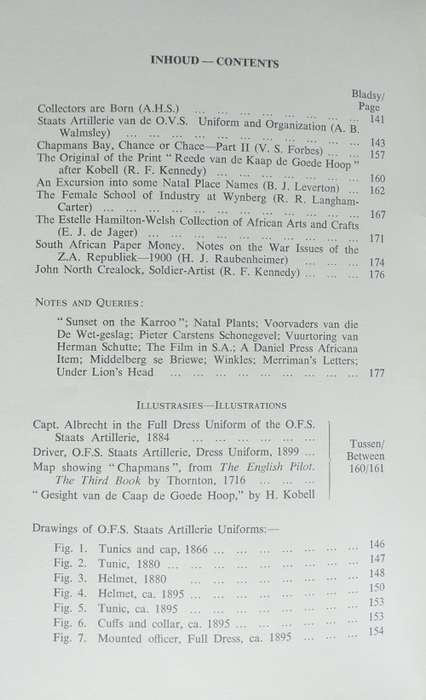 INHOUD — CONTENTS
Bladsy/
Page
Collectors are Born (A.H.S.) ... ... ... ... ... ... ... 141
Staats Artillerie van de O.V.S. Uniform and Organization (A. B.
Walmsley) ... ... ... ... ... ... ... ... ... ... 143
Chapmans Bay, Chance or Chace—Part II (V. S. Forbes) ... ... ... 157
The Original of the Print " Reede van de Kaap de Goede Hoop "
after Kobell (R. F. Kennedy) ... ... ... ... ... ... 160
An Excursion into some Natal Place Names (B. J. Leverton) ... ... 162
The Female School of Industry at Wynberg (R. R. Langham-
Carter) ... ... ... ... ... ... ... ... ... ... 167
The Estelle Hamilton-Welsh Collection of African Arts and Crafts
(E. J. de Jager) ... ... ... ... ... ... ... ... ... 171
South African Paper Money. Notes on the War Issues of the
Z.A. Republiek—1900 (H. J. Raubenheimer) ... ... ... 174
John North Crealock, Soldier-Artist (R. F. Kennedy) ... ... ... 176
NOTES AND QUERIES:
" Sunset on the Karroo "; Natal Plants; Voorvaders van die
De Wet-geslag; Pieter Carstens Schonegevel; Vuurtoring van
Herman Schutte; The Film in S.A.; A Daniel Press Africana
Item; Middelberg se Briewe; Winkles; Merriman's Letters;
Under Lion's Head ... ... ... ... ... ... ... ... ... 177
ILLUSTRASIES—ILLUSTRATIONS
Capt. Albrecht in the Full Dress Uniform of the O.F.S.
Staats Artillerie, 1884 ... ... ... ... ... ...
Driver, O.F.S. Staats Artillerie, Dress Uniform, 1899 ...
Map showing " Chapmans ", from The English Pilot.
The Third Book by Thornton, 1716 ... ... ...
" Gesight van de Caap de Goede Hoop," by H. Kobell
Tussen/
Between
160/161
Drawings of O.F.S. Staats Artillerie Uniforms:—
Fig. 1. Tunics and cap, 1866 ... ... ... ... ... ... ... 146
Fig. 2. Tunic, 1880 ... ... ... ... ... ... ... ... ... 147
Fig. 3. Helmet, 1880 ... ... ... ... ... ... ... ... 148
Fig. 4. Helmet, ca. 1895 ... ... ... ... ... ... ... 150
Fig. 5. Tunic, ca. 1895 ... ... ... ... ... ... ... ... 153
Fig. 6. Cuffs and collar, ca. 1895 ... ... ... ... ... ... 153
Fig. 7. Mounted officer, Full Dress, ca. 1895 ... ... ... 154